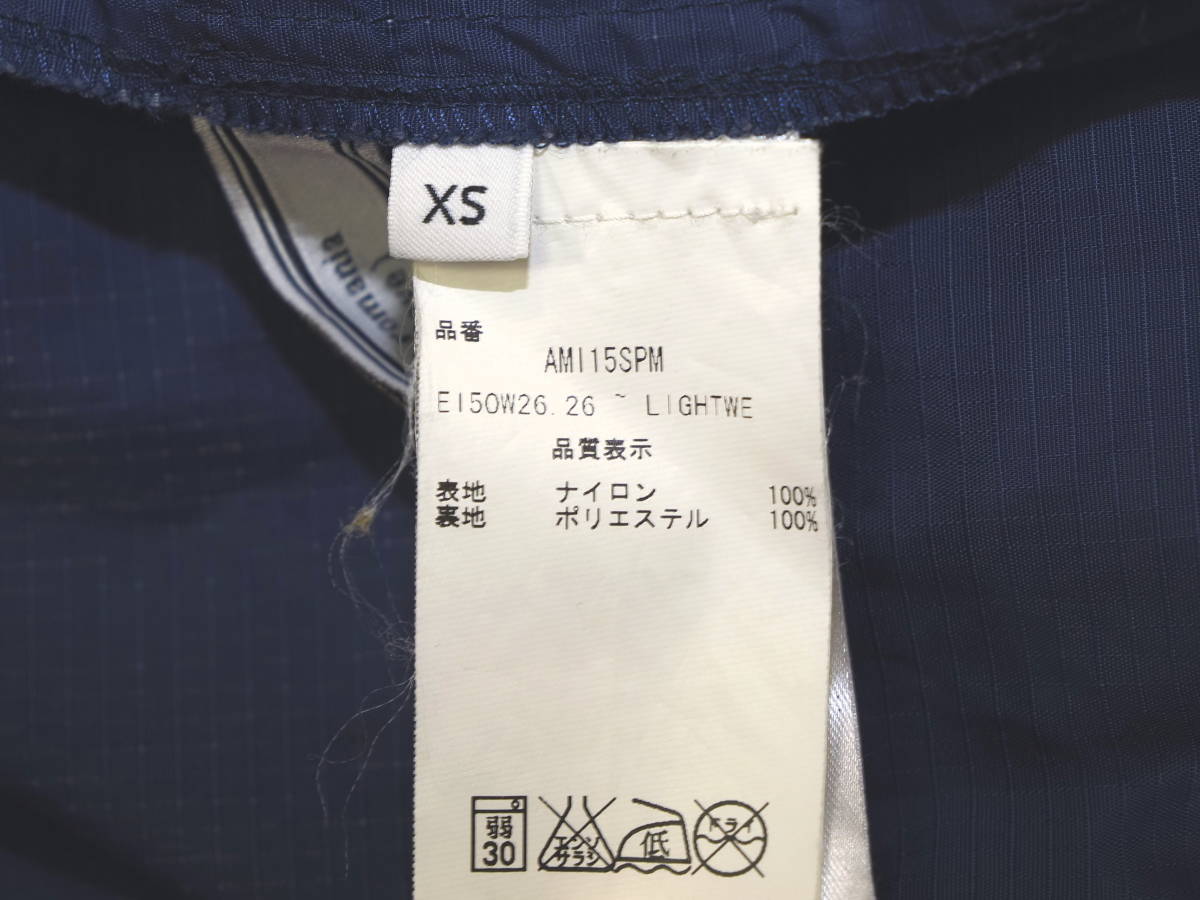 XS
品番
AMI15SPM
EI50W26.26 ~ LIGHTWE
品質表示
表地 ナイロン 100%
裏地 ポリエステル 100%
弱
30
エンソ
サラシ
低
ドライ